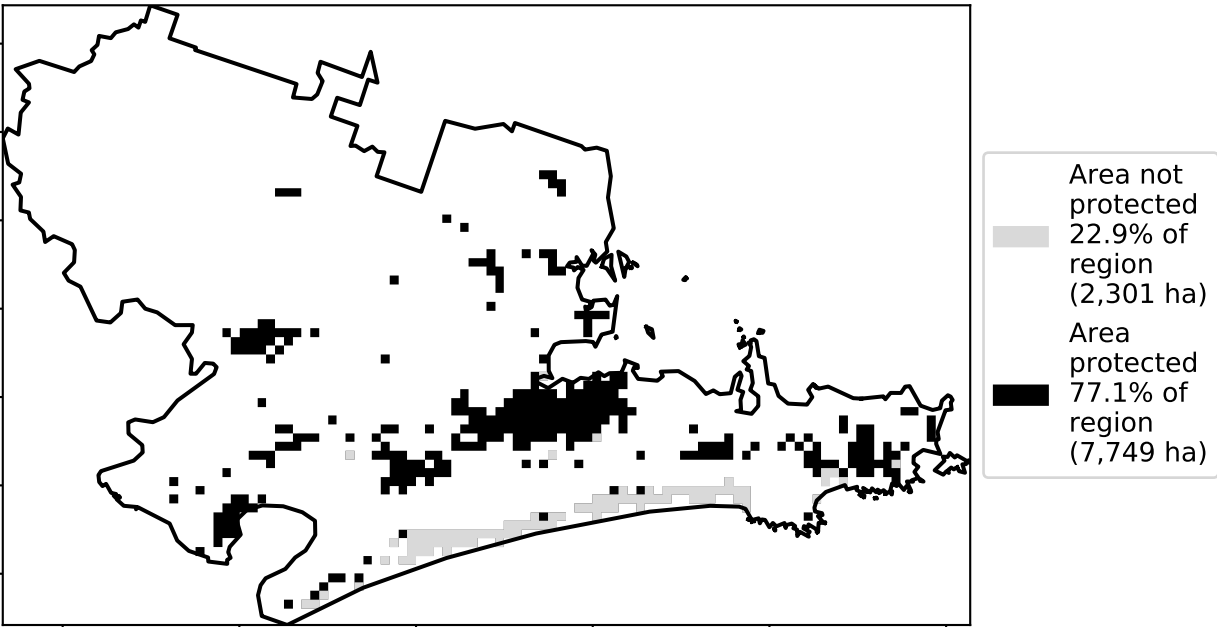 Area not
protected
22.9% of
region
(2,301 ha)
Area
protected
77.1% of
region
(7,749 ha)